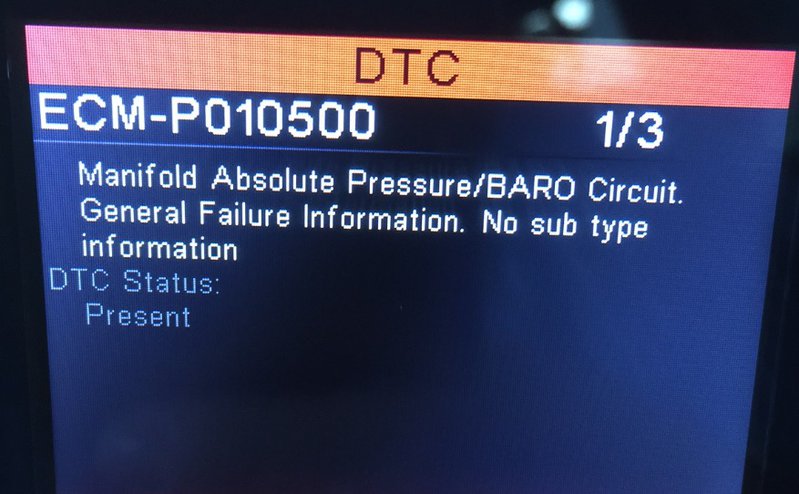 DTC
ECM-P010500 1/3
Manifold Absolute Pressure/BARO Circuit.
General Failure Information. No sub type
information
DTC Status:
Present